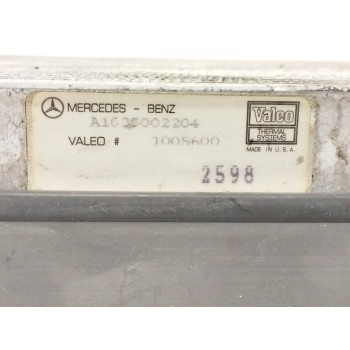 MERCEDES - BENZ
A1635002204
VALEO # 1005600
2598
Valeo
THERMAL
SYSTEMS
MADE IN U.S.A.